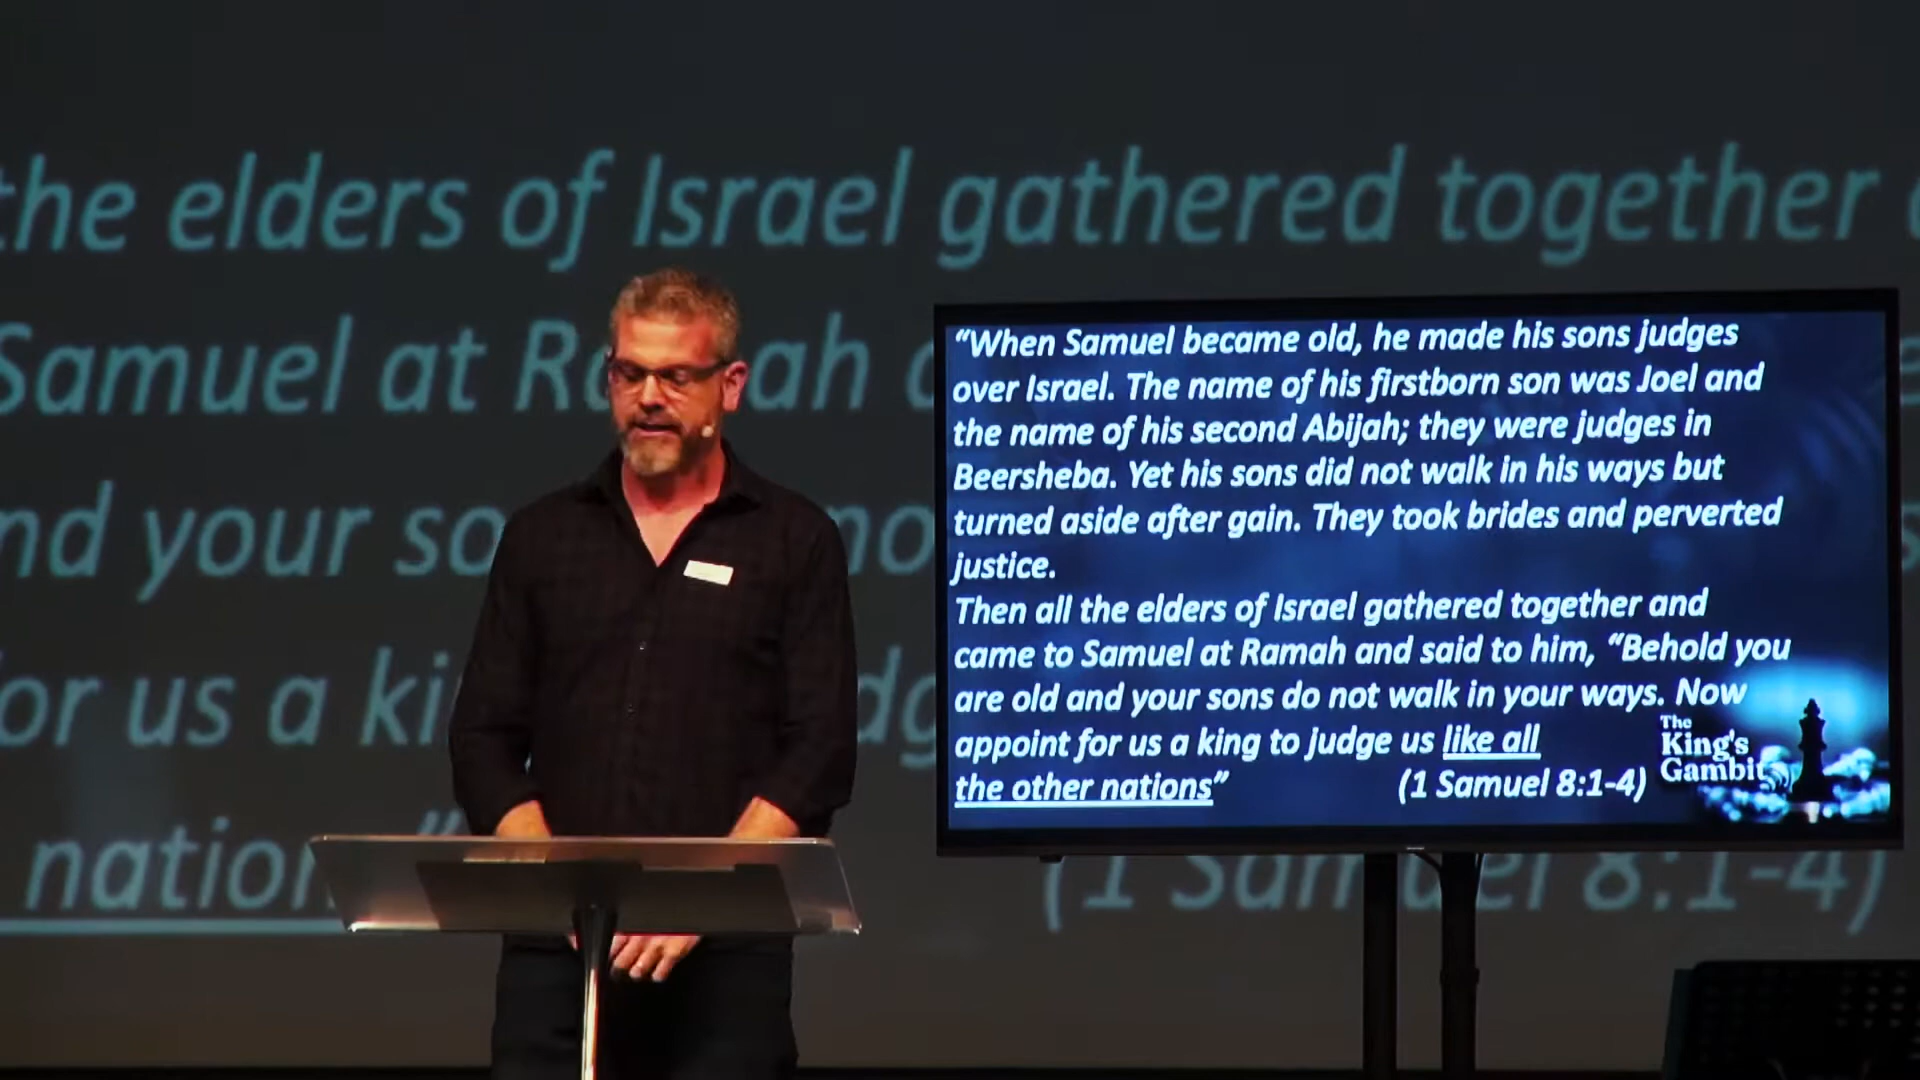 the elders of Israel gathered together
Samuel at Ra ah
nd your so no
for us a ki dg
nation "
(1 Samuel 8:1-4)
“When Samuel became old, he made his sons judges
over Israel. The name of his firstborn son was Joel and
the name of his second Abijah; they were judges in
Beersheba. Yet his sons did not walk in his ways but
turned aside after gain. They took brides and perverted
justice.
Then all the elders of Israel gathered together and
came to Samuel at Ramah and said to him, “Behold you
are old and your sons do not walk in your ways. Now
appoint for us a king to judge us like all
the other nations” (1 Samuel 8:1-4)
The
King's
Gambit